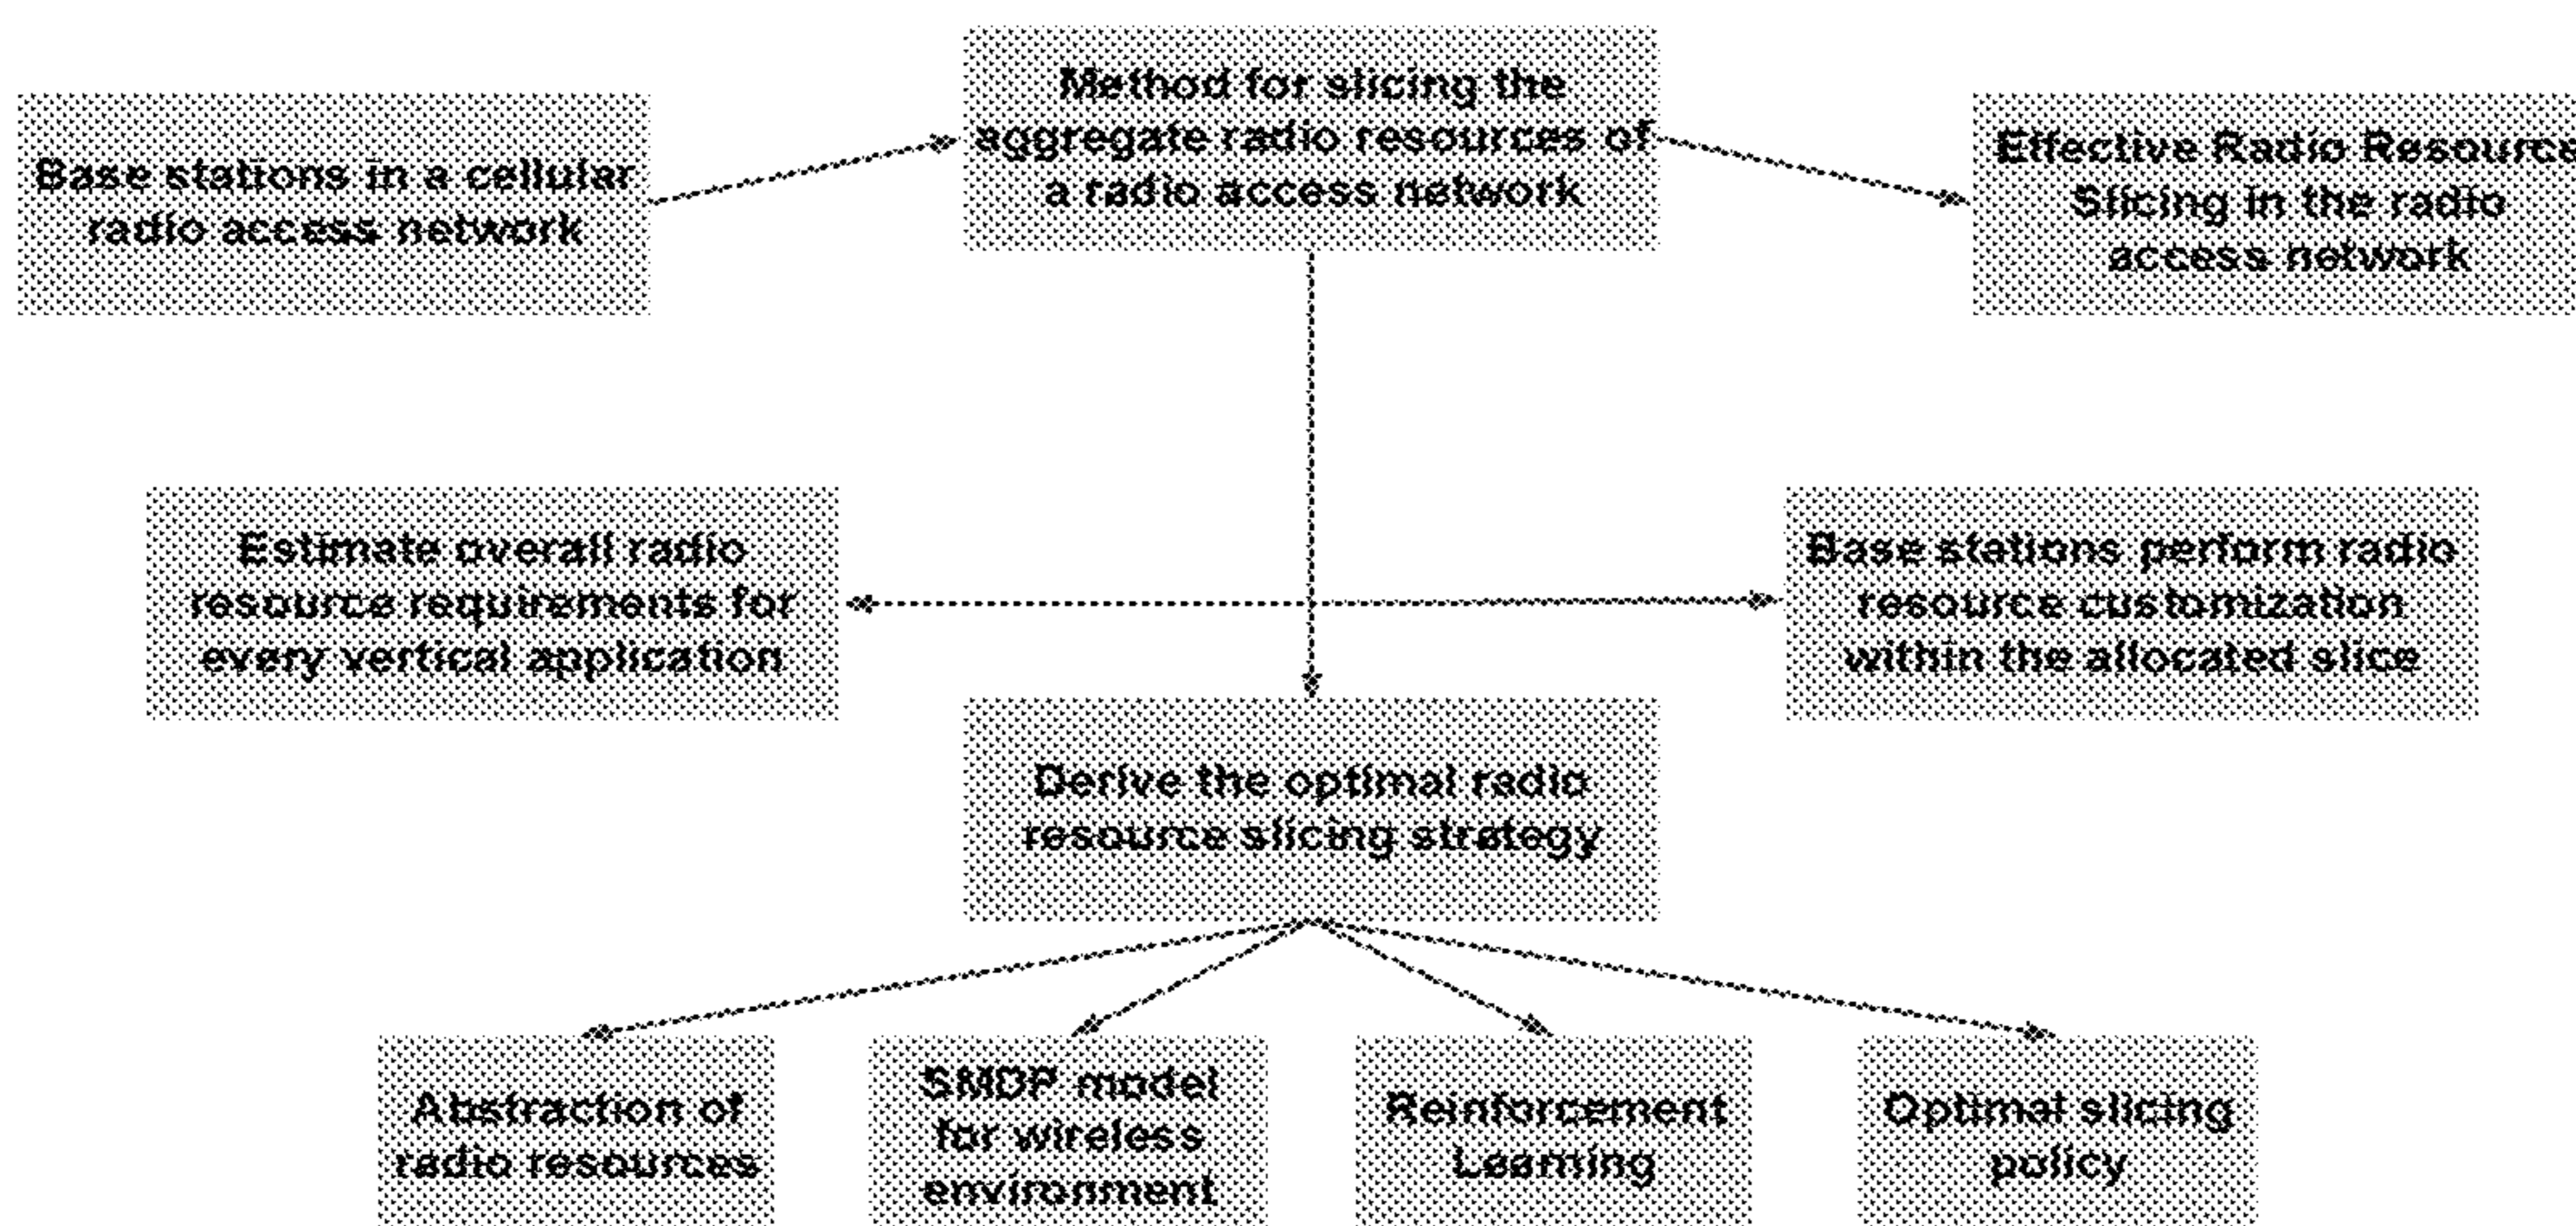 Method for slicing the
aggregate radio resources of
a radio access network
Base stations in a cellular
radio access network
Effective Radio Resource
Slicing in the radio
access network
Estimate overall radio
resource requirements for
every vertical application
Base stations perform radio
resource customization
within the allocated slice
Derive the optimal radio
resource slicing strategy
Abstraction of
radio resources
SMDP model
for wireless
environment
Reinforcement
Learning
Optimal slicing
policy